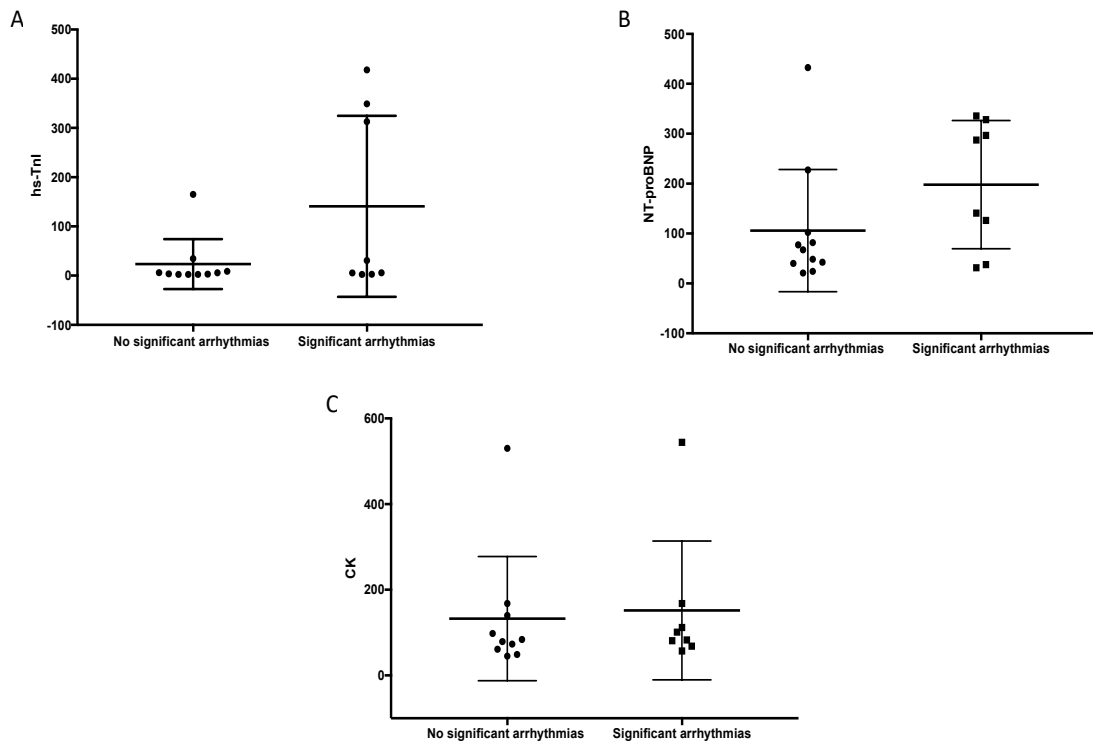 A
hs-TnI
500
400
300
200
100
0
-100
No significant arrhythmias
Significant arrhythmias
B
NT-proBNP
500
400
300
200
100
0
-100
No significant arrhythmias
Significant arrhythmias
C
CK
600
400
200
0
No significant arrhythmias
Significant arrhythmias